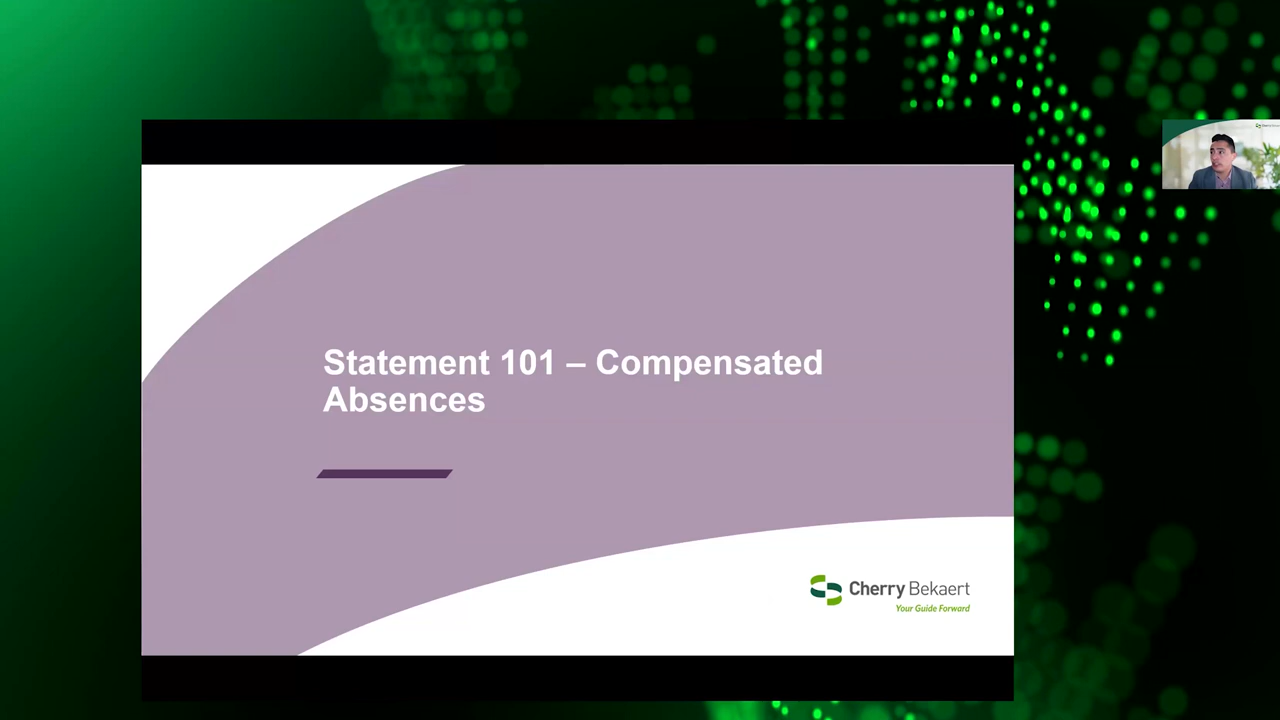 Statement 101 – Compensated
Absences
Cherry Bekaert
Your Guide Forward